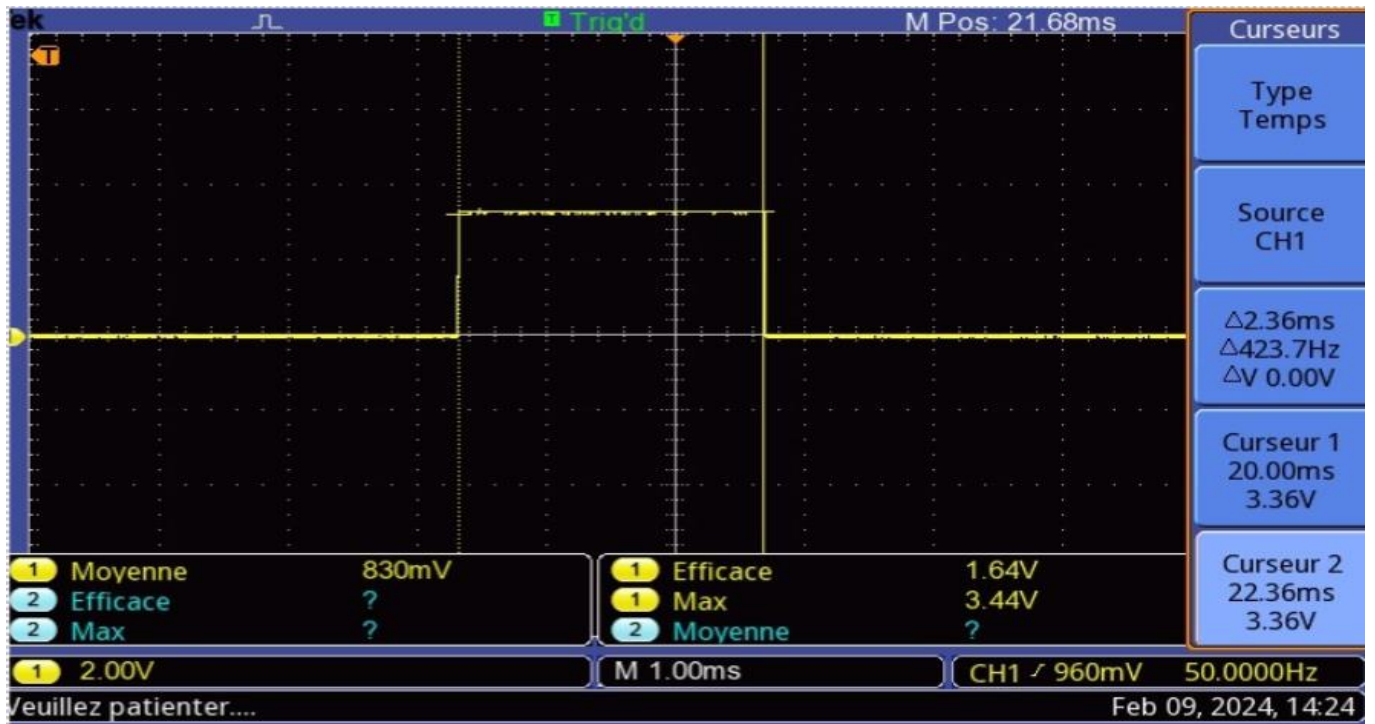 ek
T Trig'd
M Pos: 21.68ms
Curseurs
T
Type
Temps
Source
CH1
△2.36ms
△423.7Hz
△V 0.00V
Curseur 1
20.00ms
3.36V
Curseur 2
22.36ms
3.36V
1 Moyenne 830mV
2 Efficace ?
2 Max ?
1 Efficace 1.64V
1 Max 3.44V
2 Moyenne ?
1 2.00V
M 1.00ms
CH1 960mV 50.0000Hz
Veuillez patienter....
Feb 09, 2024, 14:24